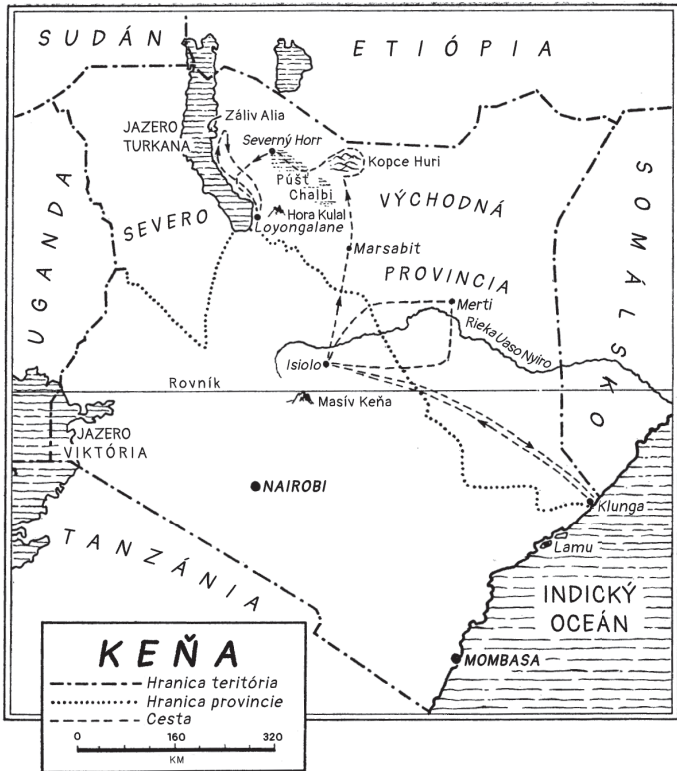 SUDÁN
ETIÓPIA
Záliv Alia
JAZERO
TURKANA
Severný Horr
Kopce Huri
Púšť
Chalbi
SEVERO
VÝCHODNÁ
Hora Kulal
Loyongalane
UGANDA
SOMÁLSKO
Marsabit
PROVINCIA
Merti
Rieka Uaso Nyiro
Isiolo
Rovník
Masív Keňa
JAZERO
VIKTÓRIA
NAIROBI
Klunga
TANZÁNIA
Lamu
INDICKÝ
OCEÁN
MOMBASA
KEŇA
Hranica teritória
Hranica provincie
Cesta
0 160 320
KM